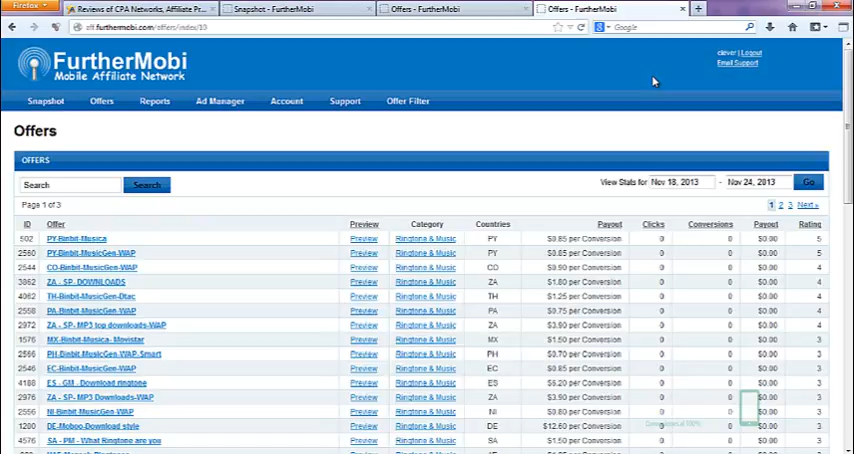 Firefox
Reviews of CPA Networks, Affiliate Pr...
Snapshot - FurtherMobi
Offers - FurtherMobi
Offers - FurtherMobi
aff.furthermobi.com/offers/index/10
Google
FurtherMobi
Mobile Affiliate Network
clever | Logout
Email Support
Snapshot Offers Reports Ad Manager Account Support Offer Filter
Offers
OFFERS
Search Search View Stats for Nov 18, 2013 - Nov 24, 2013 Go
Page 1 of 3 1 2 3 Next »
ID Offer Preview Category Countries Payout Clicks Conversions Payout Rating
502 PY-Binbit-Musica Preview Ringtone & Music PY $0.85 per Conversion 0 0 $0.00 5
2560 PY-Binbit-MusicGen-WAP Preview Ringtone & Music PY $0.85 per Conversion 0 0 $0.00 5
2544 CO-Binbit-MusicGen-WAP Preview Ringtone & Music CO $0.50 per Conversion 0 0 $0.00 4
3862 ZA - SP. DOWNLOADS Preview Ringtone & Music ZA $1.80 per Conversion 0 0 $0.00 4
4062 TH-Binbit-MusicGen-Dtac Preview Ringtone & Music TH $1.25 per Conversion 0 0 $0.00 4
2558 PA-Binbit-MusicGen-WAP Preview Ringtone & Music PA $0.75 per Conversion 0 0 $0.00 4
2972 ZA - SP- MP3 top downloads-WAP Preview Ringtone & Music ZA $3.90 per Conversion 0 0 $0.00 4
1576 MX-Binbit-Musica- Movistar Preview Ringtone & Music MX $1.50 per Conversion 0 0 $0.00 3
2566 PH-Binbit-MusicGen-WAP-Smart Preview Ringtone & Music PH $0.70 per Conversion 0 0 $0.00 3
2546 EC-Binbit-MusicGen-WAP Preview Ringtone & Music EC $0.85 per Conversion 0 0 $0.00 3
4188 ES - GM . Download ringtone Preview Ringtone & Music ES $6.20 per Conversion 0 0 $0.00 3
2976 ZA - SP- MP3 Downloads-WAP Preview Ringtone & Music ZA $3.90 per Conversion 0 0 $0.00 3
2556 NI-Binbit-MusicGen-WAP Preview Ringtone & Music NI $0.80 per Conversion 0 0 $0.00 3
1200 DE-Moboo-Download style Preview Ringtone & Music DE $12.60 per Conversion 0 0 $0.00 3
4576 SA - PM - What Ringtone are you Preview Ringtone & Music SA $1.50 per Conversion 0 0 $0.00 3